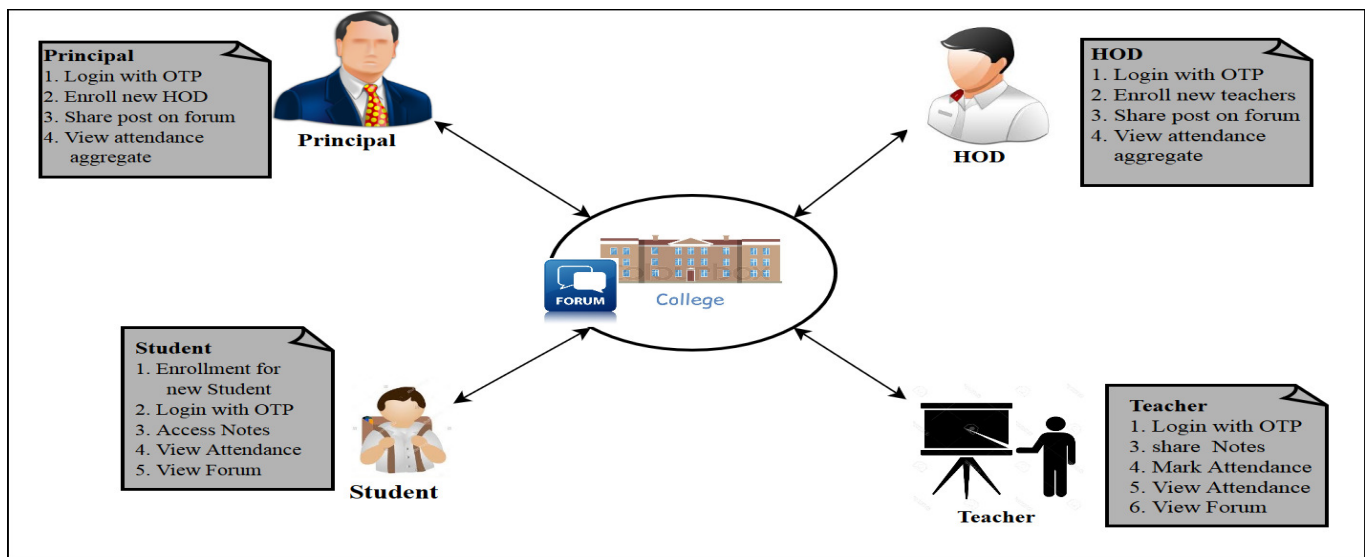 Principal
1. Login with OTP
2. Enroll new HOD
3. Share post on forum
4. View attendance
aggregate
Principal
HOD
1. Login with OTP
2. Enroll new teachers
3. Share post on forum
4. View attendance
aggregate
HOD
FORUM
College
Student
1. Enrollment for
new Student
2. Login with OTP
3. Access Notes
4. View Attendance
5. View Forum
Student
Teacher
1. Login with OTP
3. share Notes
4. Mark Attendance
5. View Attendance
6. View Forum
Teacher